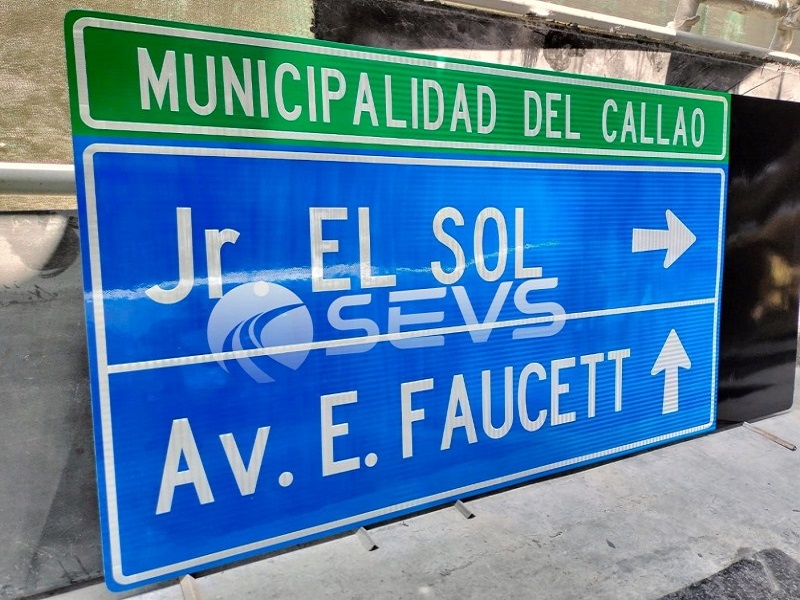 MUNICIPALIDAD DEL CALLAO
Jr. EL SOL
SEVS
Av. E. FAUCETT